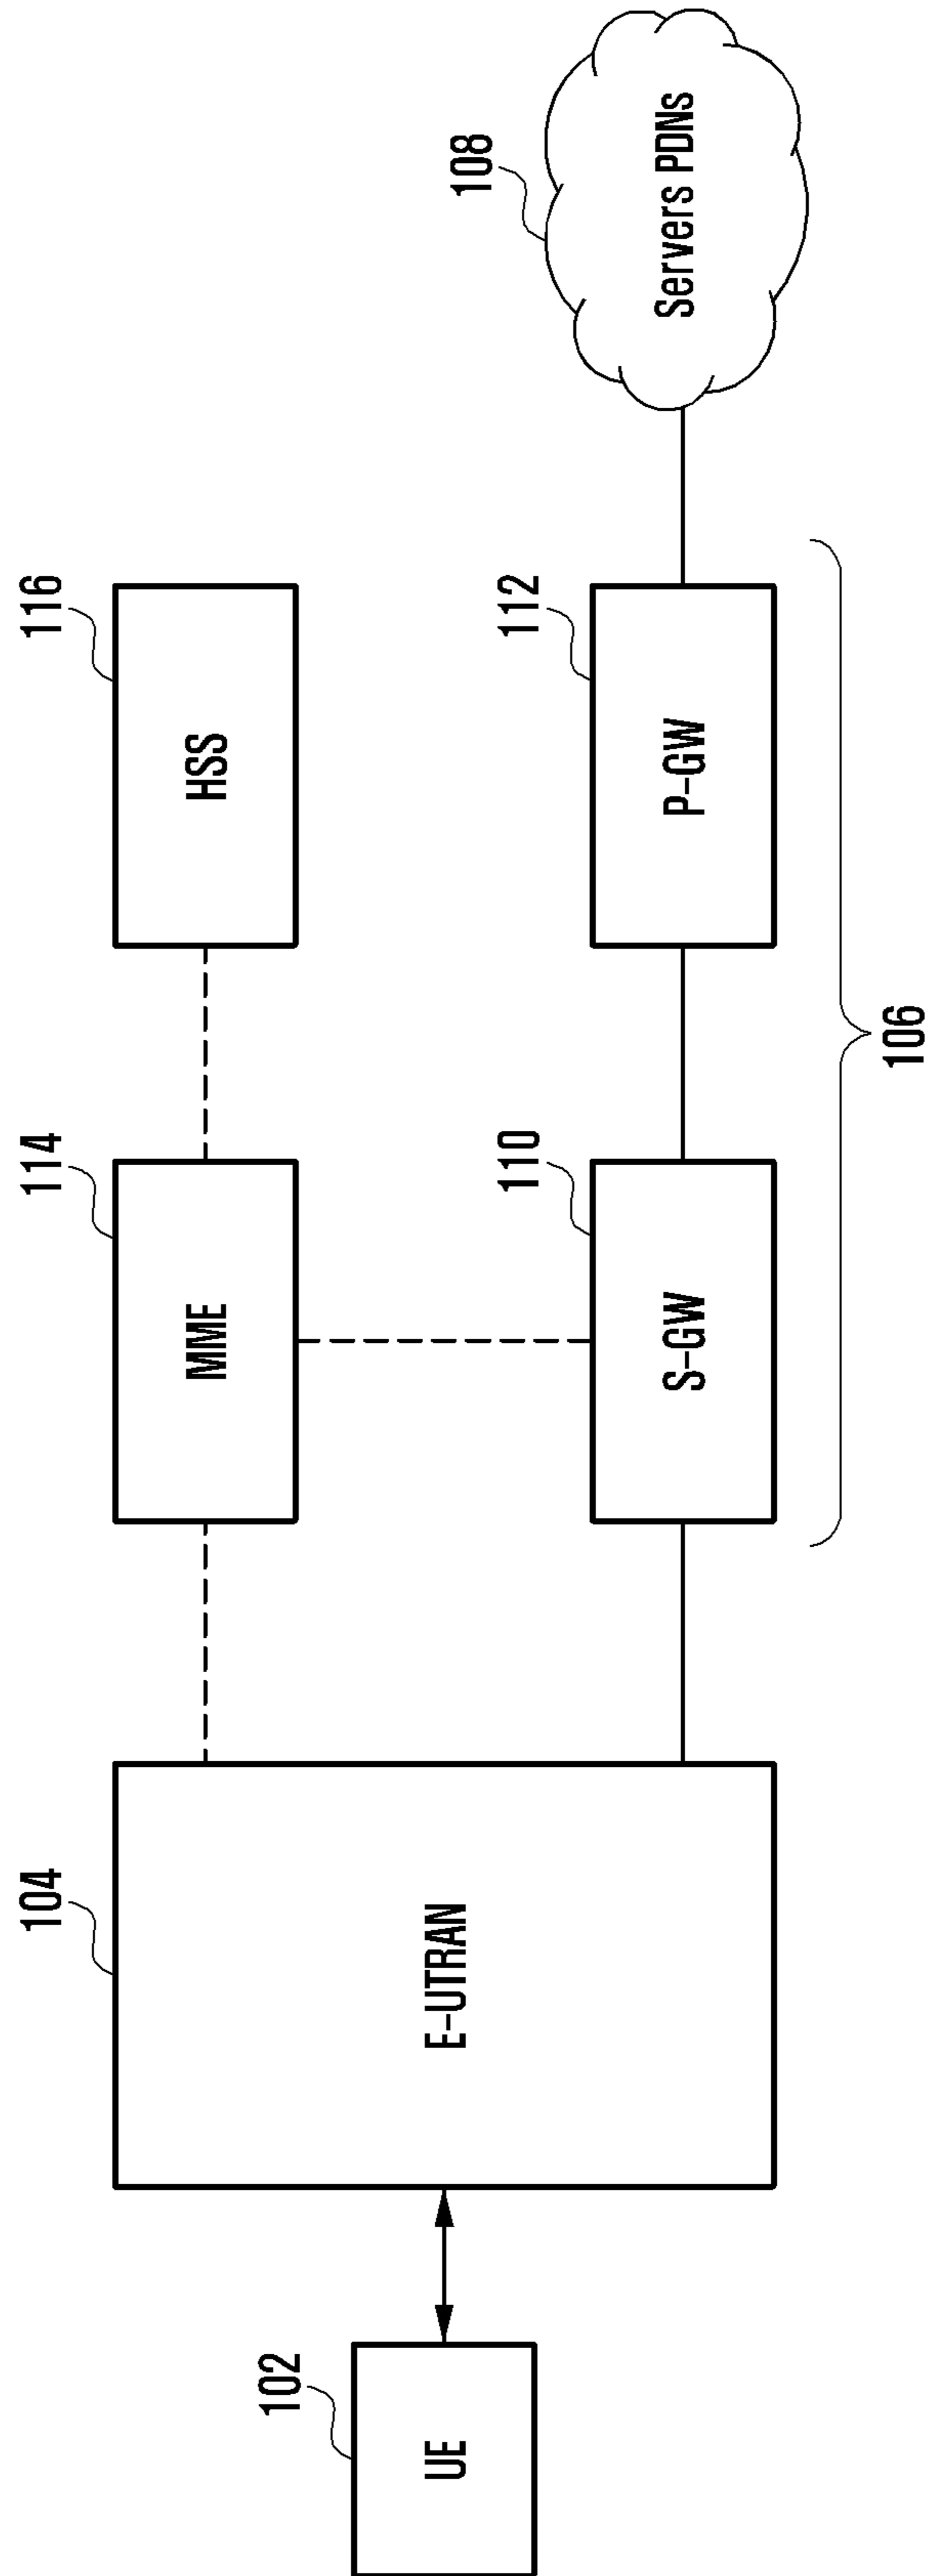 104
114
116
MME
HSS
102
108
E-UTRAN
UE
110
112
Servers PDNs
S-GW
P-GW
106